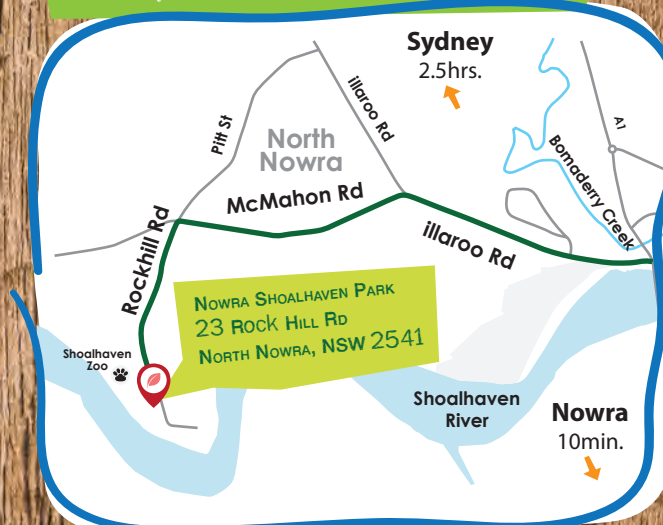 Sydney
2.5hrs.
Pitt St
illaroo Rd
A1
North
Nowra
Bomaderry Creek
McMahon Rd
Rockhill Rd
illaroo Rd
Nowra Shoalhaven Park
23 Rock Hill Rd
North Nowra, NSW 2541
Shoalhaven
Zoo
Shoalhaven
River
Nowra
10min.